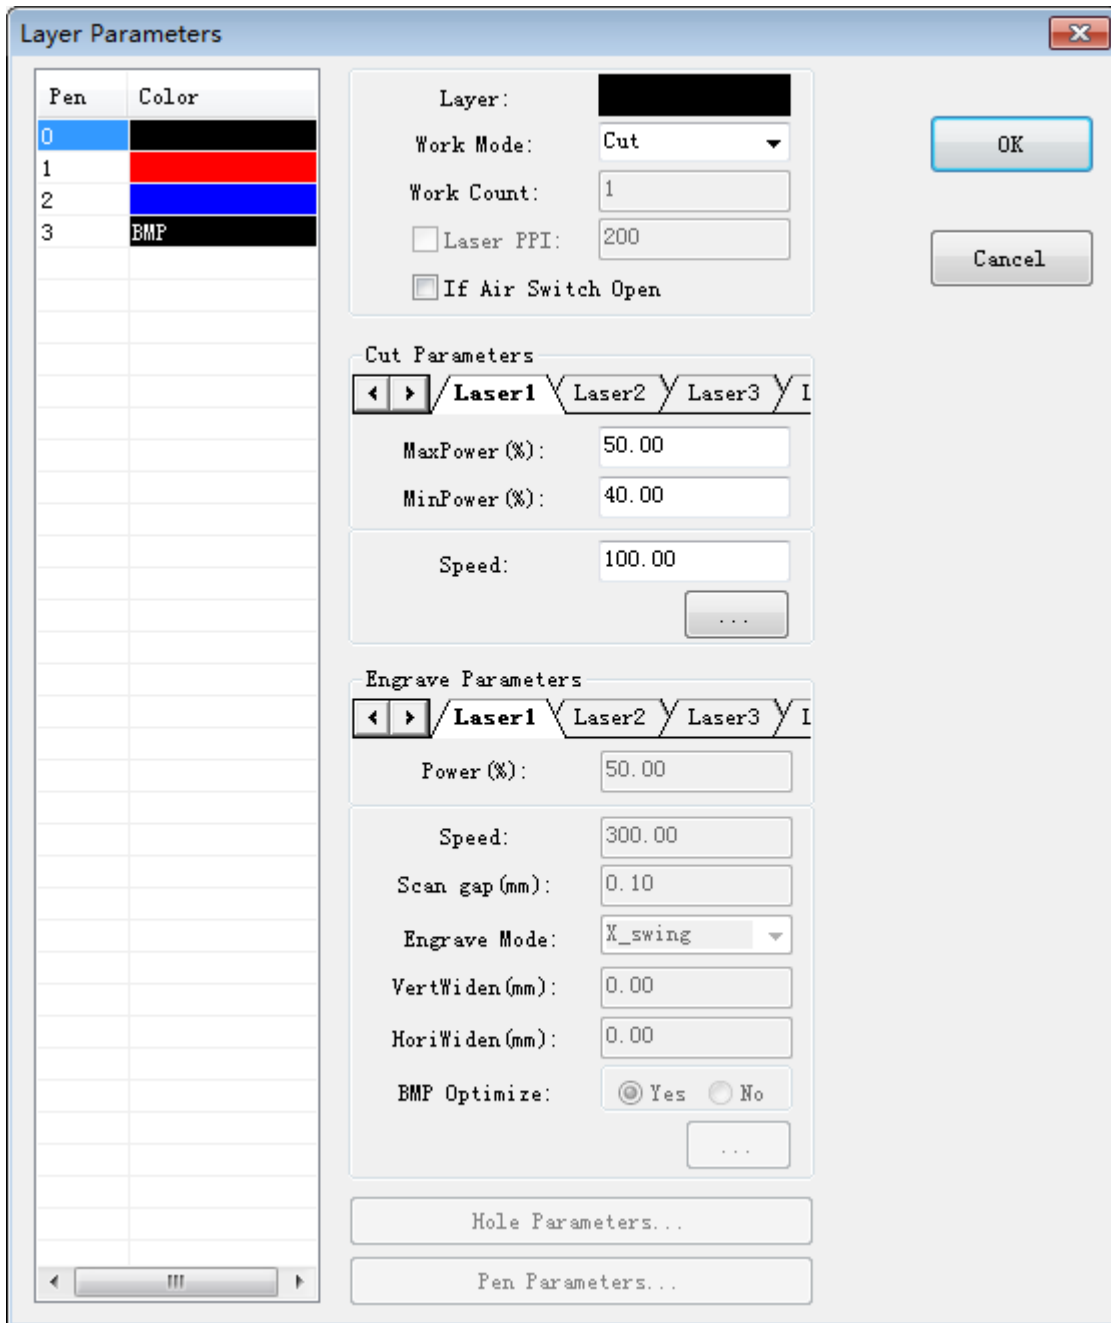 Layer Parameters
Pen Color
0
1
2
3 BMP
Layer:
Work Mode: Cut
Work Count: 1
Laser PPI: 200
If Air Switch Open
OK
Cancel
Cut Parameters
Laser1 Laser2 Laser3 L
MaxPower(%): 50.00
MinPower(%): 40.00
Speed: 100.00
...
Engrave Parameters
Laser1 Laser2 Laser3 L
Power(%): 50.00
Speed: 300.00
Scan gap(mm): 0.10
Engrave Mode: X_swing
VertWiden(mm): 0.00
HoriWiden(mm): 0.00
BMP Optimize: Yes No
...
Hole Parameters...
Pen Parameters...